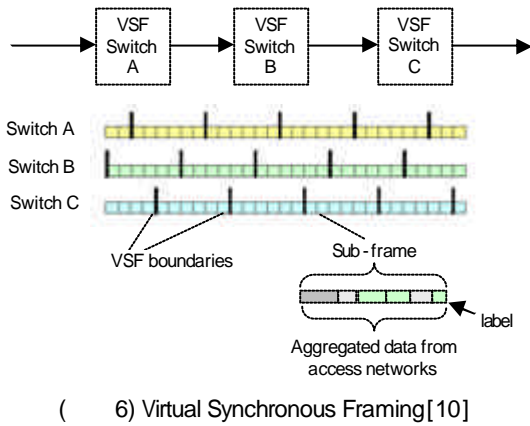 VSF Switch A
VSF Switch B
VSF Switch C
Switch A
Switch B
Switch C
VSF boundaries
Sub-frame
label
Aggregated data from
access networks
( 6) Virtual Synchronous Framing[10]